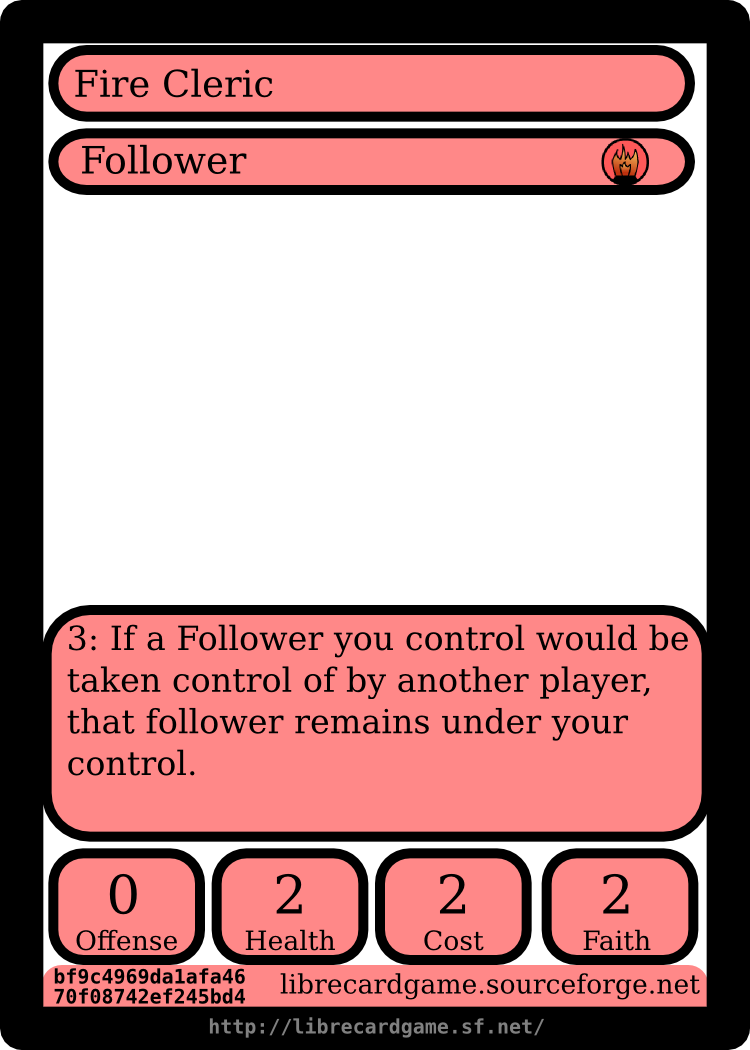 Fire Cleric
Follower
3: If a Follower you control would be
taken control of by another player,
that follower remains under your
control.
0 2 2 2
Offense Health Cost Faith
bf9c4969da1afa46
70f08742ef245bd4
librecardgame.sourceforge.net
http://librecardgame.sf.net/